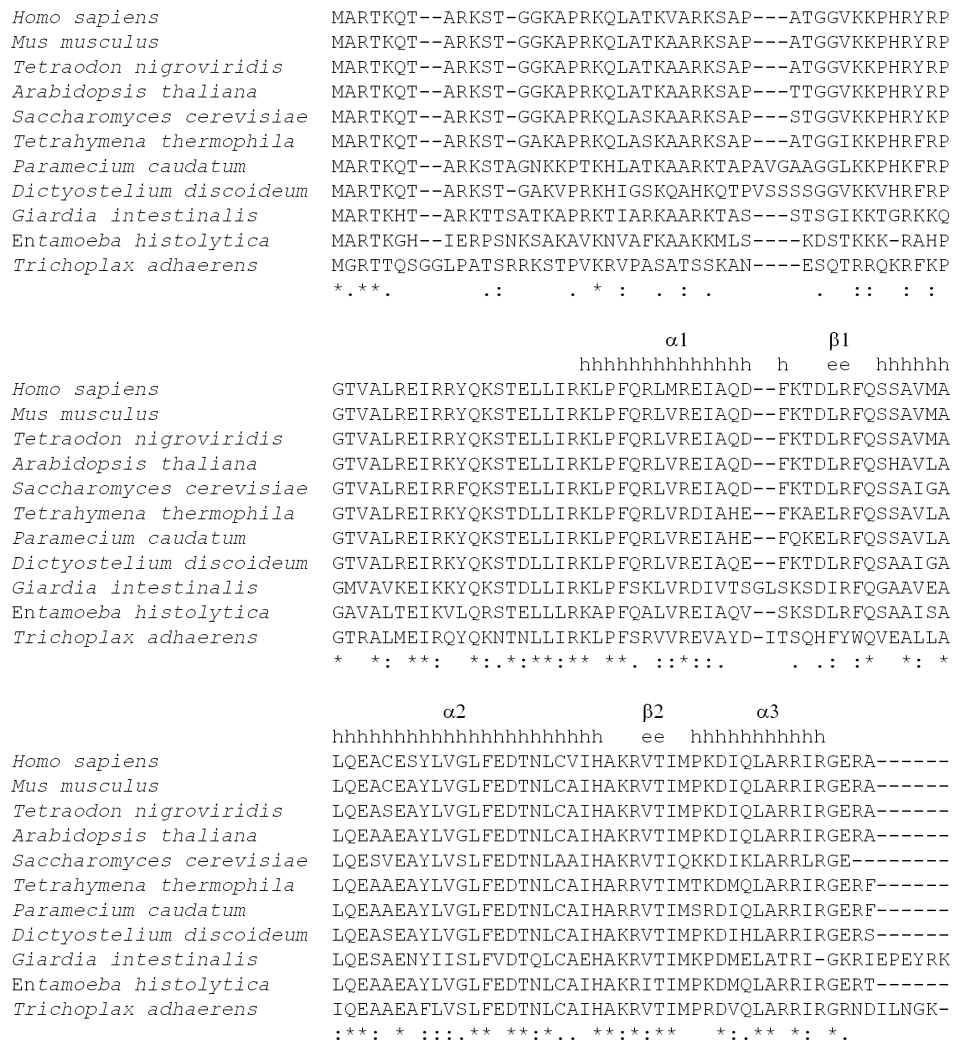 Homo sapiens MARTKQT--ARKST-GGKAPRKQLATKVARKSAP---ATGGVKKPHRYRP
Mus musculus MARTKQT--ARKST-GGKAPRKQLATKAARKSAP---ATGGVKKPHRYRP
Tetraodon nigroviridis MARTKQT--ARKST-GGKAPRKQLATKAARKSAP---ATGGVKKPHRYRP
Arabidopsis thaliana MARTKQT--ARKST-GGKAPRKQLATKAARKSAP---TTGGVKKPHRYRP
Saccharomyces cerevisiae MARTKQT--ARKST-GGKAPRKQLASKAARKSAP---STGGVKKPHRYKP
Tetrahymena thermophila MARTKQT--ARKST-GAKAPRKQLASKAARKSAP---ATGGIKKPHRFRP
Paramecium caudatum MARTKQT--ARKSTAGNKKPTKHLATKAARKTAPAVGAAGGLKKPHKFRP
Dictyostelium discoideum MARTKQT--ARKST-GAKVPRKHIGSKQAHKQTPVSSSSGGVKKVHRFRP
Giardia intestinalis MARTKHT--ARKTTSATKAPRKTIARKAARKTAS---STSGIKKTGRKKQ
Entamoeba histolytica MARTKGH--IERPSNKSAKAVKNVAFKAAKKMLS----KDSTKKK-RAHP
Trichoplax adhaerens MGRTTQSGGLPATSRRKSTPVKRVPASATSSKAN----ESQTRRQKRFKP
*.**. .: . * : . : . . :: : :
α1 β1
hhhhhhhhhhhhhh h ee hhhhhh
Homo sapiens GTVALREIRRYQKSTELLIRKLPFQRLMREIAQD--FKTDLRFQSSAVMA
Mus musculus GTVALREIRRYQKSTELLIRKLPFQRLVREIAQD--FKTDLRFQSSAVMA
Tetraodon nigroviridis GTVALREIRRYQKSTELLIRKLPFQRLVREIAQD--FKTDLRFQSSAVMA
Arabidopsis thaliana GTVALREIRKYQKSTELLIRKLPFQRLVREIAQD--FKTDLRFQSHAVLA
Saccharomyces cerevisiae GTVALREIRRFQKSTELLIRKLPFQRLVREIAQD--FKTDLRFQSSAIGA
Tetrahymena thermophila GTVALREIRKYQKSTDLLIRKLPFQRLVRDIAHE--FKAELRFQSSAVLA
Paramecium caudatum GTVALREIRKYQKSTELLIRKLPFQRLVREIAHE--FQKELRFQSSAVLA
Dictyostelium discoideum GTVALREIRKYQKSTDLLIRKLPFQRLVREIAQE--FKTDLRFQSAAIGA
Giardia intestinalis GMVAVKEIKKYQKSTDLLIRKLPFSKLVRDIVTSGLSKSDIRFQGAAVEA
Entamoeba histolytica GAVALTEIKVLQRSTELLLRKAPFQALVREIAQV--SKSDLRFQSAAISA
Trichoplax adhaerens GTRALMEIRQYQKNTNLLIRKLPFSRVVREVAYD-ITSQHFYWQVEALLA
* *: **: *:.:**:** **. ::*::. . .: :* *: *
α2 β2 α3
hhhhhhhhhhhhhhhhhhhhhh ee hhhhhhhhhhh
Homo sapiens LQEACESYLVGLFEDTNLCVIHAKRVTIMPKDIQLARRIRGERA------
Mus musculus LQEACEAYLVGLFEDTNLCAIHAKRVTIMPKDIQLARRIRGERA------
Tetraodon nigroviridis LQEASEAYLVGLFEDTNLCAIHAKRVTIMPKDIQLARRIRGERA------
Arabidopsis thaliana LQEAAEAYLVGLFEDTNLCAIHAKRVTIMPKDIQLARRIRGERA------
Saccharomyces cerevisiae LQESVEAYLVSLFEDTNLAAIHAKRVTIQKKDIKLARRLRGE--------
Tetrahymena thermophila LQEAAEAYLVGLFEDTNLCAIHARRVTIMTKDMQLARRIRGERF------
Paramecium caudatum LQEAAEAYLVGLFEDTNLCAIHARRVTIMSRDIQLARRIRGERF------
Dictyostelium discoideum LQEASEAYLVGLFEDTNLCAIHAKRVTIMPKDIHLARRIRGERS------
Giardia intestinalis LQESAENYIISLFVDTQLCAEHAKRVTIMKPDMELATRI-GKRIEPEYRK
Entamoeba histolytica LQEAAEAYLVGLFEDTNLCAIHAKRITIMPKDMQLARRIRGERT------
Trichoplax adhaerens IQEAAEAFLVSLFEDTNLCAIHAKRVTIMPRDVQLARRIRGRNDILNGK-
:**: * :::.** **:*.. **:*:** *:.** *: *.